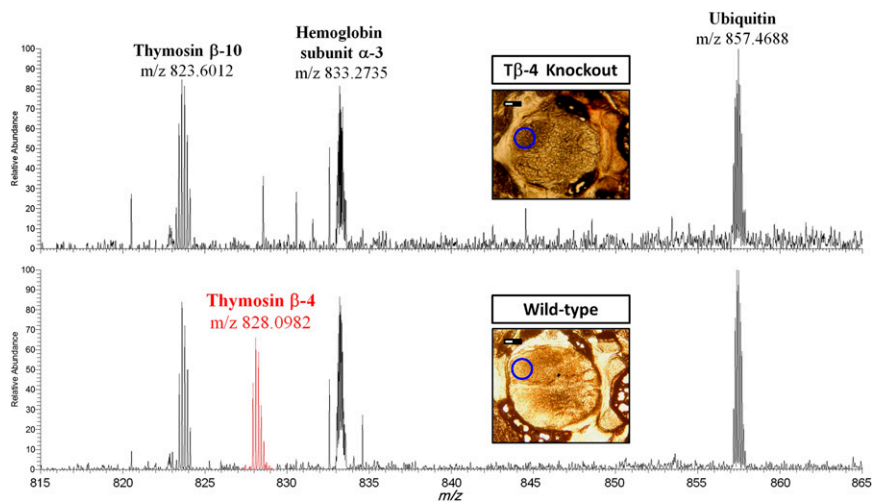 Thymosin β-10
m/z 823.6012
Hemoglobin
subunit α-3
m/z 833.2735
Ubiquitin
m/z 857.4688
Tβ-4 Knockout
Relative Abundance
100
90
80
70
60
50
40
30
20
10
0
Thymosin β-4
m/z 828.0982
Wild-type
Relative Abundance
100
90
80
70
60
50
40
30
20
10
0
815 820 825 830 835 840 845 850 855 860 865
m/z